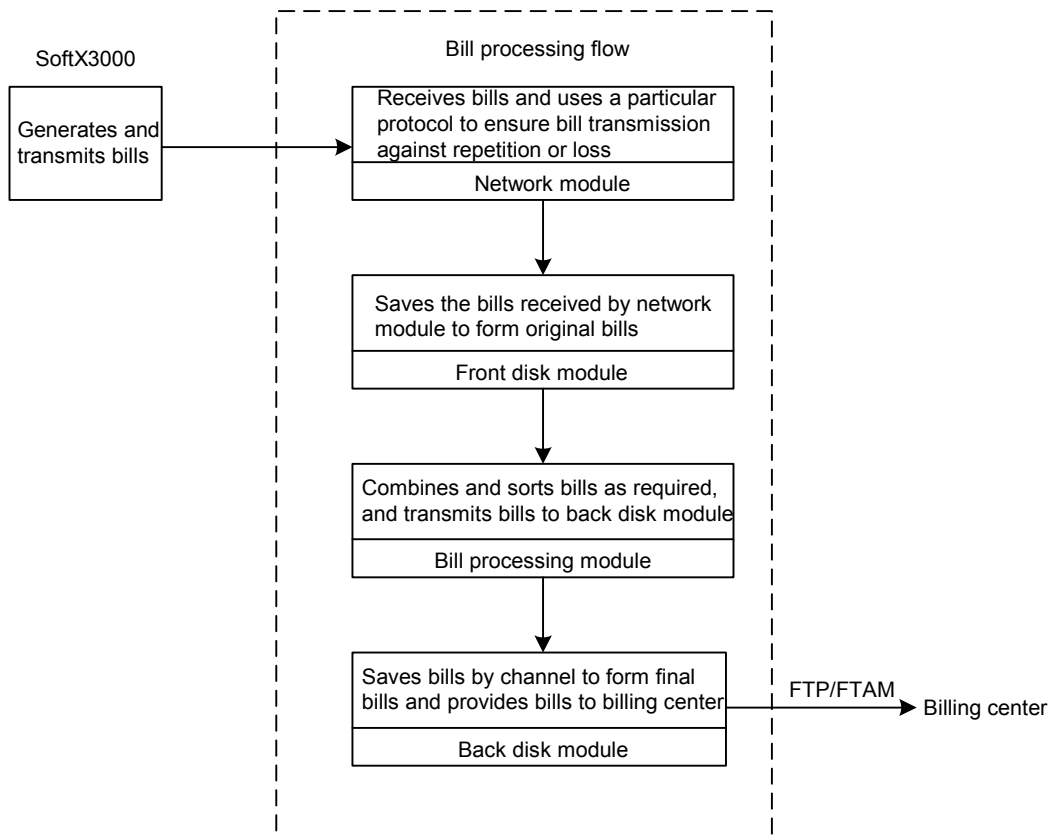 SoftX3000
Generates and
transmits bills
Bill processing flow
Receives bills and uses a particular
protocol to ensure bill transmission
against repetition or loss
Network module
Saves the bills received by network
module to form original bills
Front disk module
Combines and sorts bills as required,
and transmits bills to back disk module
Bill processing module
Saves bills by channel to form final
bills and provides bills to billing center
Back disk module
FTP/FTAM
Billing center